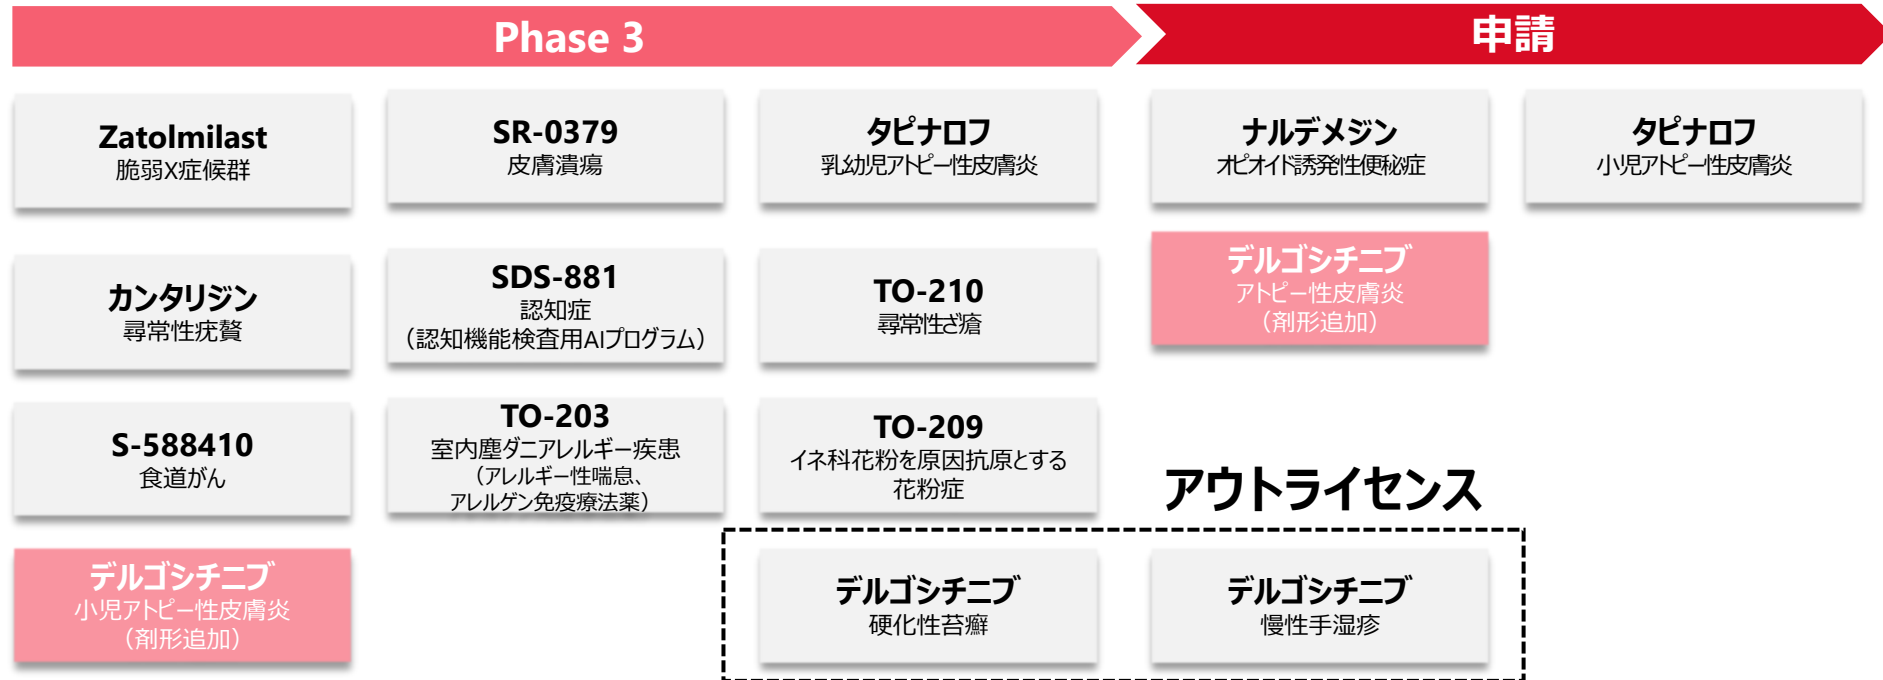 Phase 3
申請
Zatolmilast
脆弱X症候群
SR-0379
皮膚潰瘍
タピナロフ
乳幼児アトピー性皮膚炎
ナルデメジン
オピオイド誘発性便秘症
タピナロフ
小児アトピー性皮膚炎
カンタリジン
尋常性疣贅
SDS-881
認知症
（認知機能検査用AIプログラム）
TO-210
尋常性ざ瘡
デルゴシチニブ
アトピー性皮膚炎
（剤形追加）
S-588410
食道がん
TO-203
室内塵ダニアレルギー疾患
（アレルギー性喘息、
アレルゲン免疫療法薬）
TO-209
イネ科花粉を原因抗原とする
花粉症
アウトライセンス
デルゴシチニブ
小児アトピー性皮膚炎
（剤形追加）
デルゴシチニブ
硬化性苔癬
デルゴシチニブ
慢性手湿疹